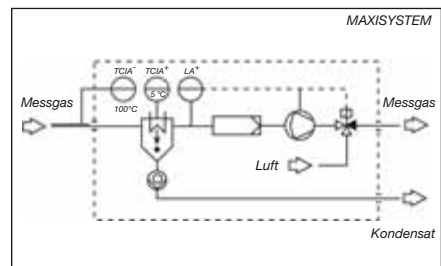 MAXISYSTEM
TCIA- TCIA+ LA+
5 °C
100°C
Messgas Messgas
Luft
Kondensat